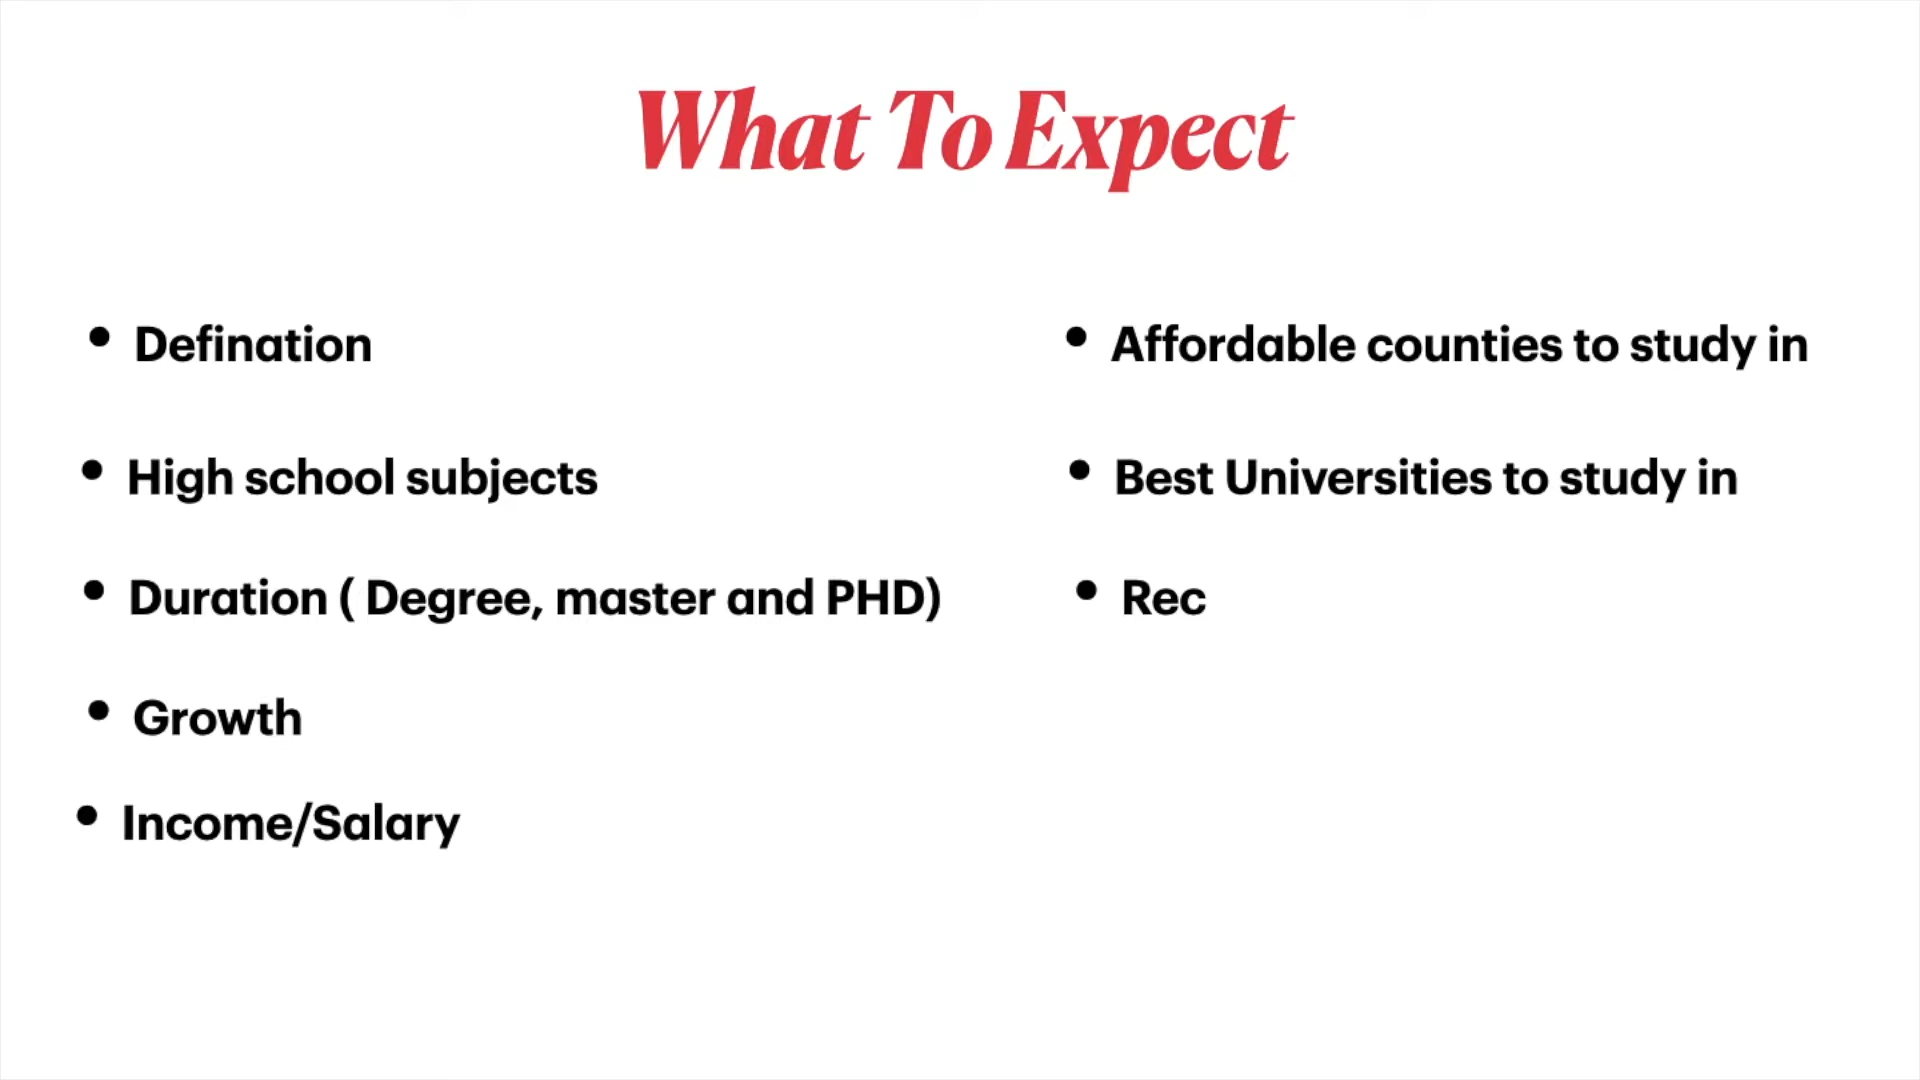 What To Expect
• Defination
• High school subjects
• Duration ( Degree, master and PHD)
• Growth
• Income/Salary
• Affordable counties to study in
• Best Universities to study in
• Rec